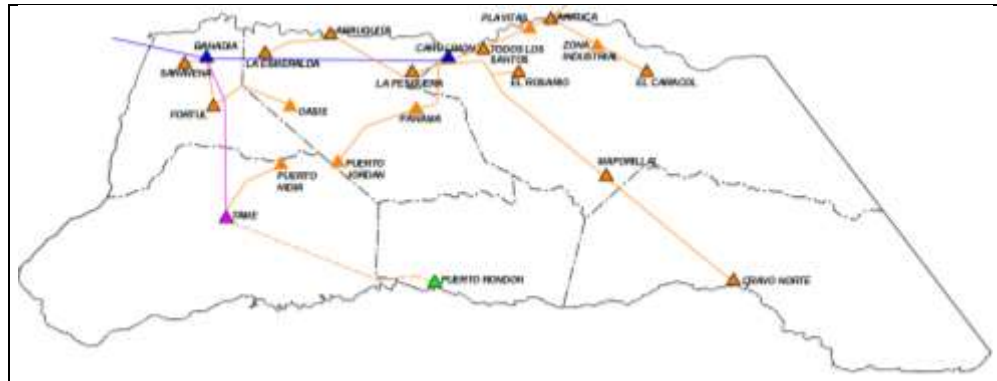 PLAYITAS
ARAUCA
ARAUQUITA
BANADIA
CAÑO LIMON
TODOS LOS
SANTOS
ZONA
INDUSTRIAL
LA ESMERALDA
SARAVENA
LA PESQUERA
EL ROSARIO
EL CARACOL
FORTUL
OASIS
PANAMA
PUERTO
JORDAN
MAPORILLAL
PUERTO
NIDIA
TAME
PUERTO RONDON
CRAVO NORTE